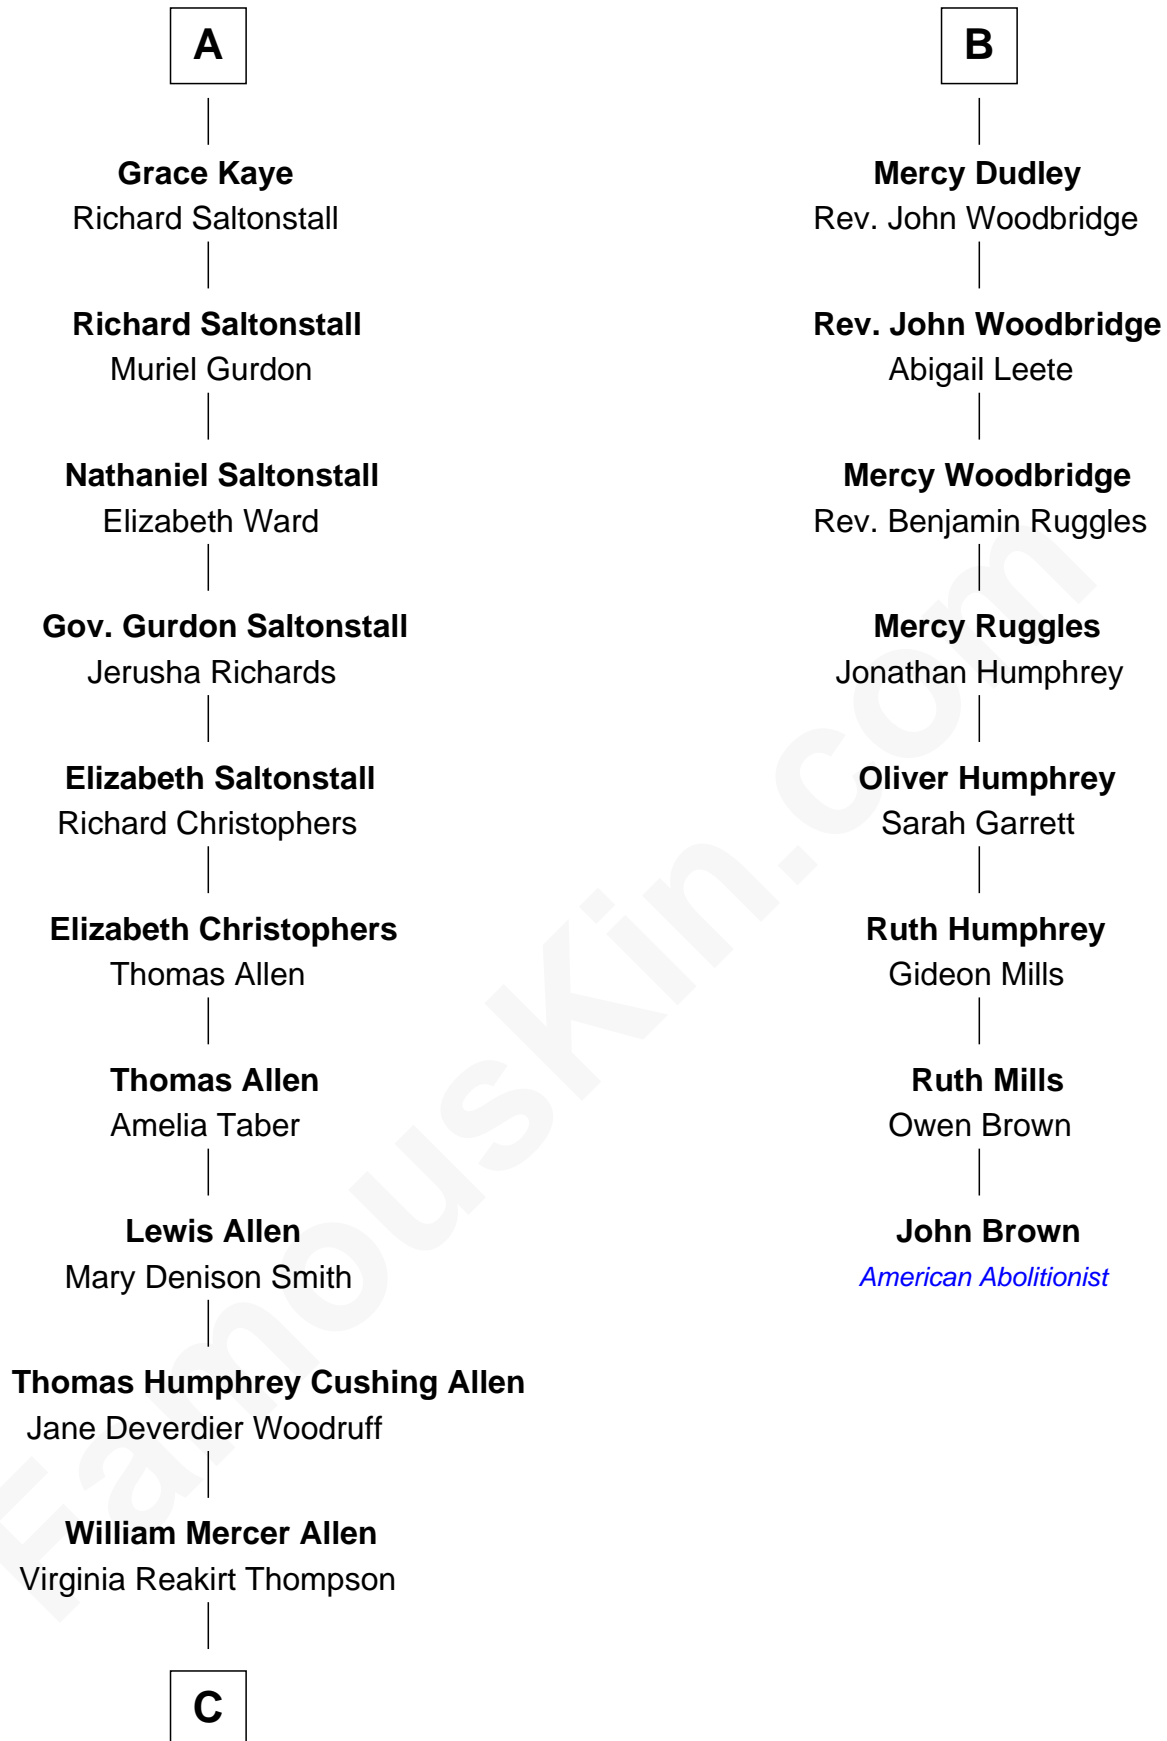 A
Grace Kaye
Richard Saltonstall
Richard Saltonstall
Muriel Gurdon
Nathaniel Saltonstall
Elizabeth Ward
Gov. Gurdon Saltonstall
Jerusha Richards
Elizabeth Saltonstall
Richard Christophers
Elizabeth Christophers
Thomas Allen
Thomas Allen
Amelia Taber
Lewis Allen
Mary Denison Smith
Thomas Humphrey Cushing Allen
Jane Deverdier Woodruff
William Mercer Allen
Virginia Reakirt Thompson
C
B
Mercy Dudley
Rev. John Woodbridge
Rev. John Woodbridge
Abigail Leete
Mercy Woodbridge
Rev. Benjamin Ruggles
Mercy Ruggles
Jonathan Humphrey
Oliver Humphrey
Sarah Garrett
Ruth Humphrey
Gideon Mills
Ruth Mills
Owen Brown
John Brown
American Abolitionist
FamousKin.com